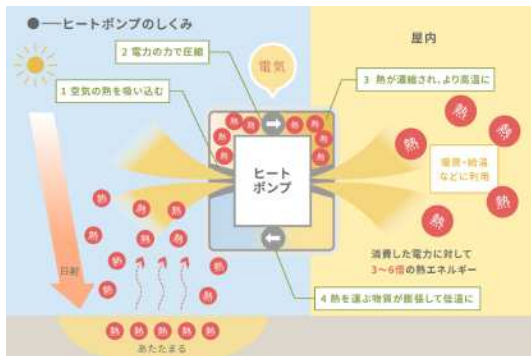 ●──ヒートポンプのしくみ
屋内
2 電力の力で圧縮
電気
1 空気の熱を吸い込む
3 熱が濃縮され、より高温に
熱 熱 熱 熱 熱
熱 熱
熱 熱
ヒート
ポンプ
熱
熱 熱
暖房・給湯
などに利用
熱
熱
熱
熱 熱 熱
熱 熱
熱 熱
熱 熱
日射
消費した電力に対して
3〜6倍の熱エネルギー
4 熱を運ぶ物質が膨張して低温に
熱 熱 熱 熱 熱
あたたまる